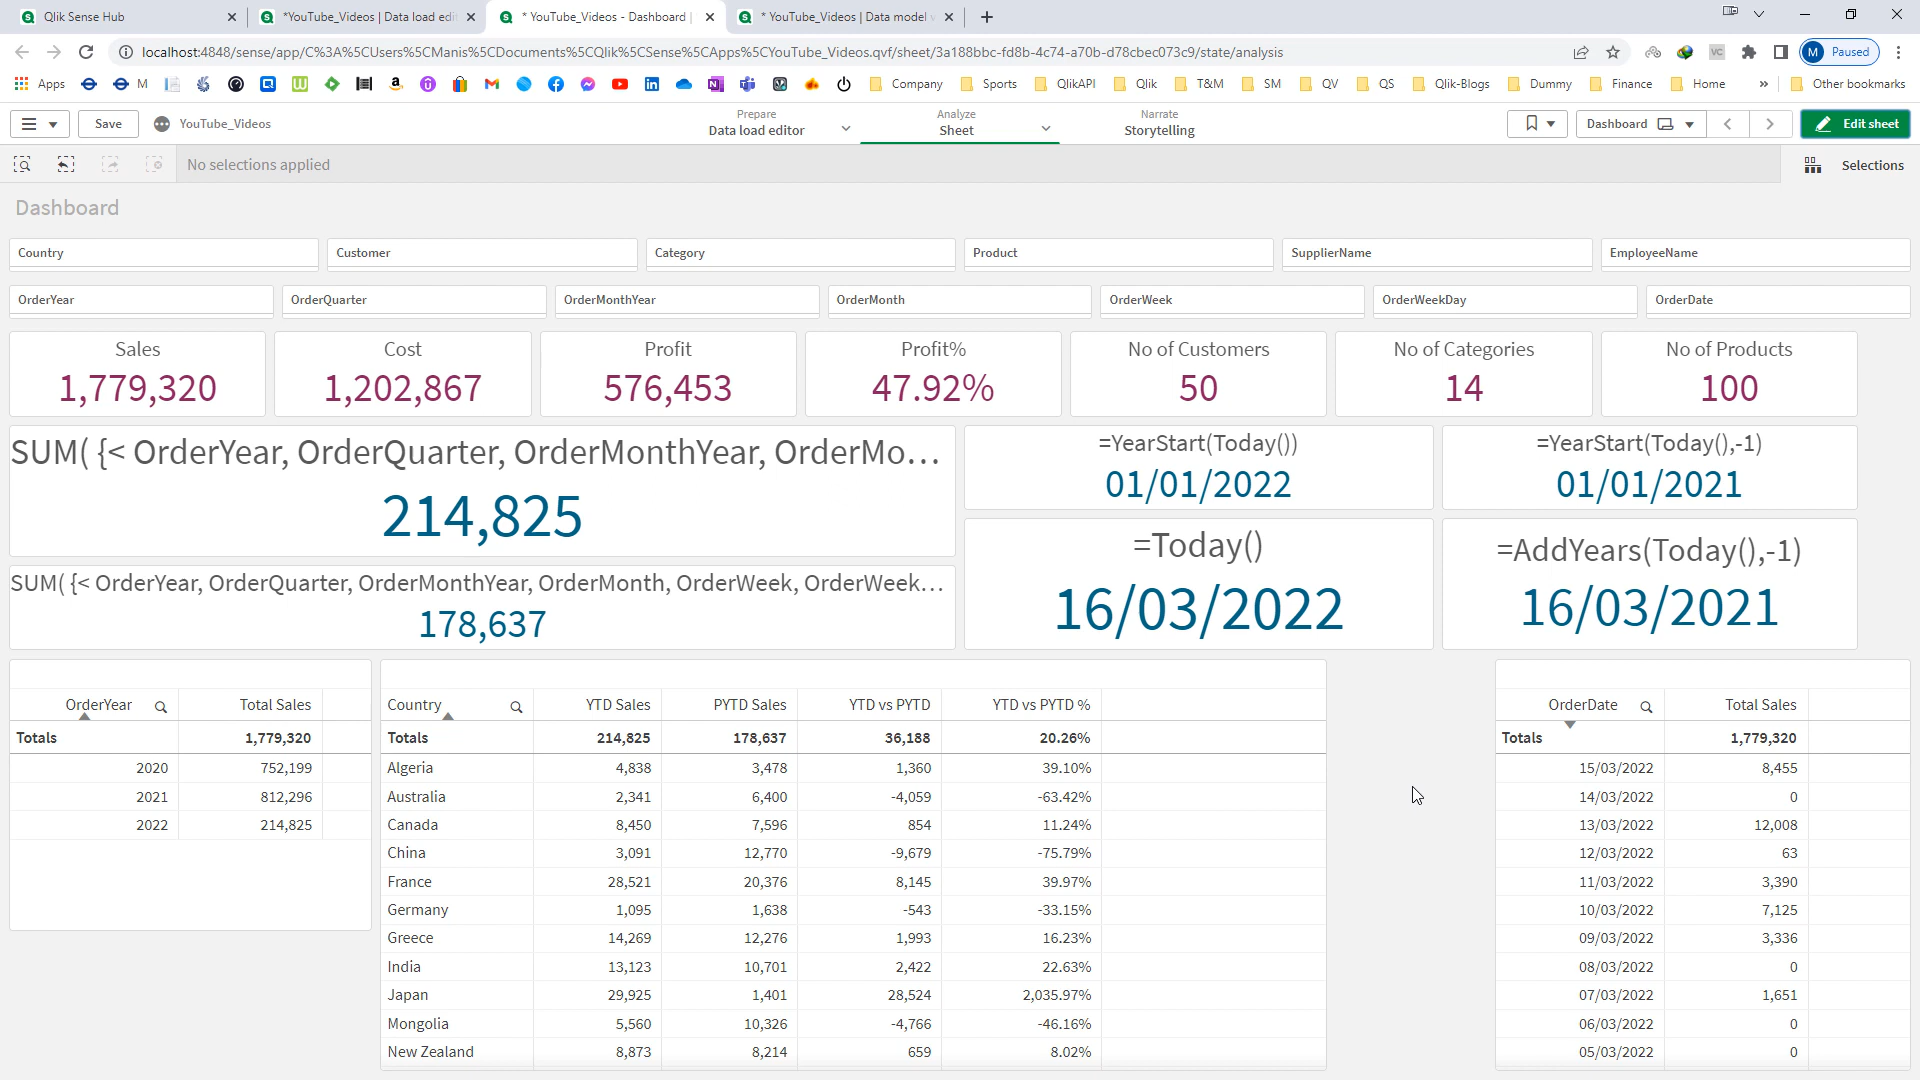 Qlik Sense Hub
*YouTube_Videos | Data load edi
* YouTube_Videos - Dashboard |
* YouTube_Videos | Data model v
localhost:4848/sense/app/C%3A%5CUsers%5CManis%5CDocuments%5CQlik%5CSense%5CApps%5CYouTube_Videos.qvf/sheet/3a188bbc-fd8b-4c74-a70b-d78cbec073c9/state/analysis
VC
M
Paused
Apps
M
Company
Sports
QlikAPI
Qlik
T&M
SM
QV
QS
Qlik-Blogs
Dummy
Finance
Home
»
Other bookmarks
Save
YouTube_Videos
Prepare
Data load editor
Analyze
Sheet
Narrate
Storytelling
Dashboard
Edit sheet
No selections applied
Selections
Dashboard
Country
Customer
Category
Product
SupplierName
EmployeeName
OrderYear
OrderQuarter
OrderMonthYear
OrderMonth
OrderWeek
OrderWeekDay
OrderDate
Sales
1,779,320
Cost
1,202,867
Profit
576,453
Profit%
47.92%
No of Customers
50
No of Categories
14
No of Products
100
SUM( {< OrderYear, OrderQuarter, OrderMonthYear, OrderMo...
214,825
=YearStart(Today())
01/01/2022
=YearStart(Today(),-1)
01/01/2021
SUM( {< OrderYear, OrderQuarter, OrderMonthYear, OrderMonth, OrderWeek, OrderWeek...
178,637
=Today()
16/03/2022
=AddYears(Today(),-1)
16/03/2021
OrderYear Total Sales
Totals 1,779,320
2020 752,199
2021 812,296
2022 214,825
Country YTD Sales PYTD Sales YTD vs PYTD YTD vs PYTD %
Totals 214,825 178,637 36,188 20.26%
Algeria 4,838 3,478 1,360 39.10%
Australia 2,341 6,400 -4,059 -63.42%
Canada 8,450 7,596 854 11.24%
China 3,091 12,770 -9,679 -75.79%
France 28,521 20,376 8,145 39.97%
Germany 1,095 1,638 -543 -33.15%
Greece 14,269 12,276 1,993 16.23%
India 13,123 10,701 2,422 22.63%
Japan 29,925 1,401 28,524 2,035.97%
Mongolia 5,560 10,326 -4,766 -46.16%
New Zealand 8,873 8,214 659 8.02%
OrderDate Total Sales
Totals 1,779,320
15/03/2022 8,455
14/03/2022 0
13/03/2022 12,008
12/03/2022 63
11/03/2022 3,390
10/03/2022 7,125
09/03/2022 3,336
08/03/2022 0
07/03/2022 1,651
06/03/2022 0
05/03/2022 0